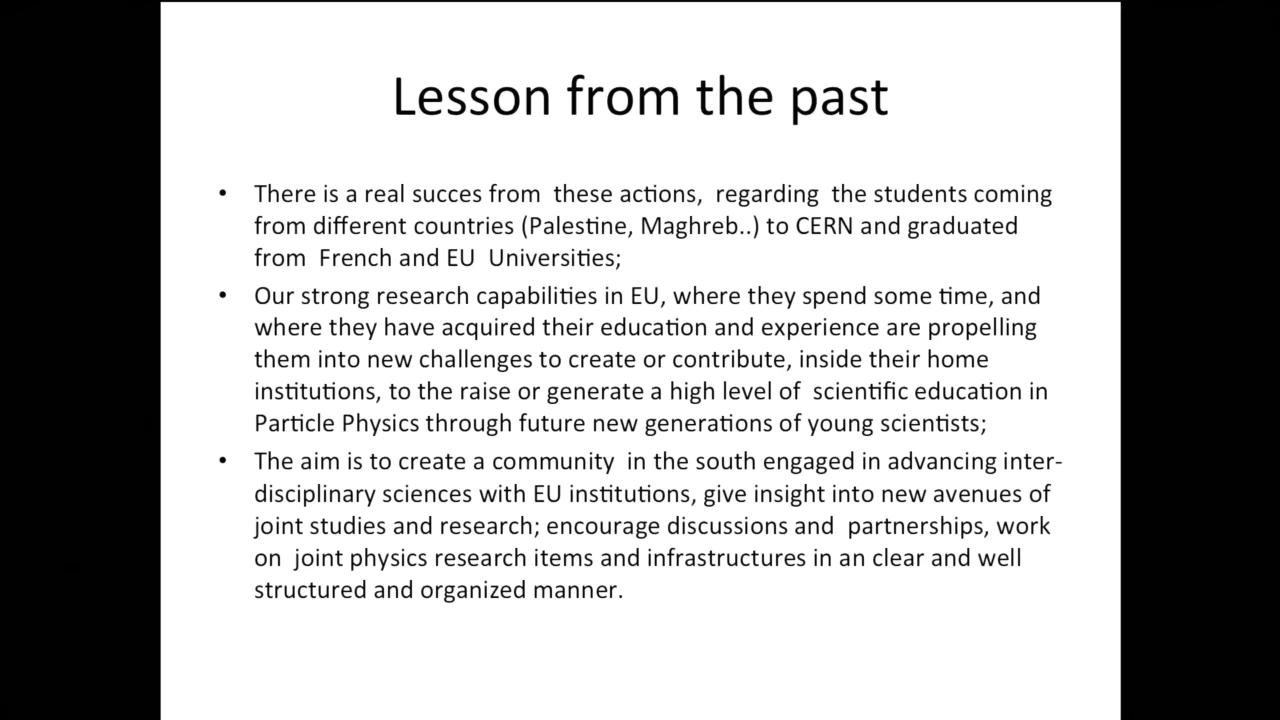 Lesson from the past
• There is a real succes from  these actions,  regarding  the students coming
from different countries (Palestine, Maghreb..) to CERN and graduated
from  French and EU  Universities;
• Our strong research capabilities in EU, where they spend some time, and
where they have acquired their education and experience are propelling
them into new challenges to create or contribute, inside their home
institutions, to the raise or generate a high level of  scientific education in
Particle Physics through future new generations of young scientists;
• The aim is to create a community  in the south engaged in advancing inter-
disciplinary sciences with EU institutions, give insight into new avenues of
joint studies and research; encourage discussions and  partnerships, work
on  joint physics research items and infrastructures in an clear and well
structured and organized manner.